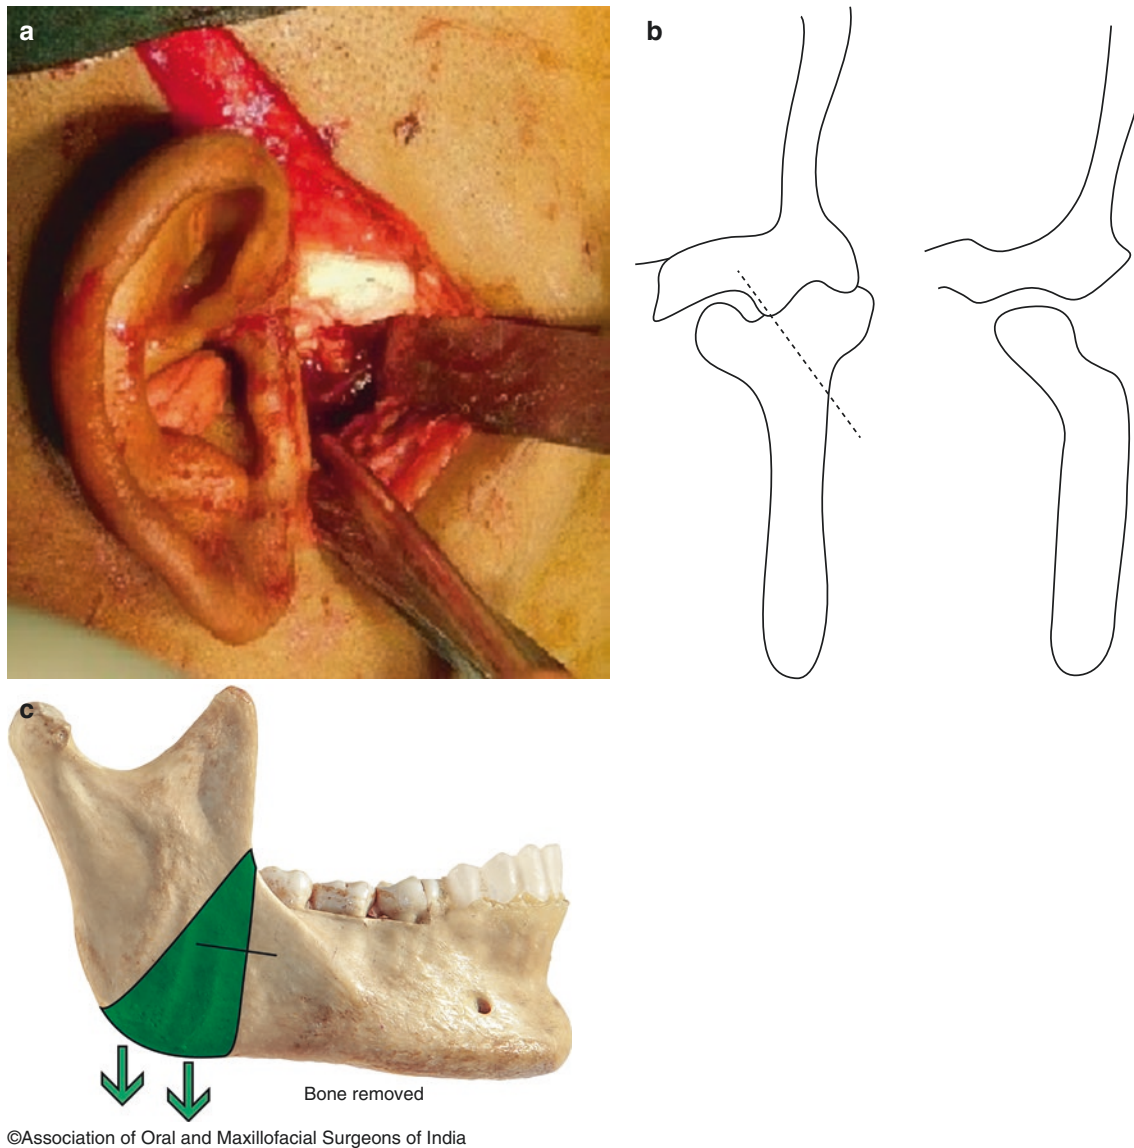 a
b
c
Bone removed
©Association of Oral and Maxillofacial Surgeons of India